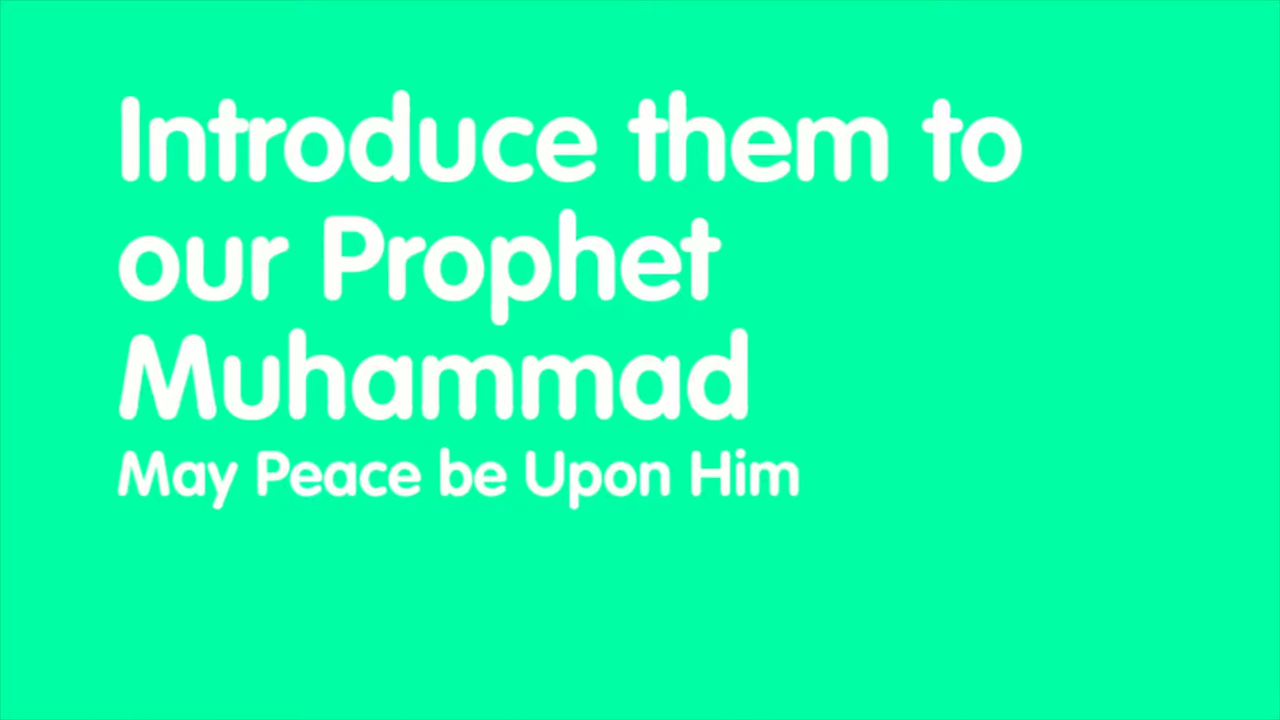 Introduce them to
our Prophet
Muhammad
May Peace be Upon Him